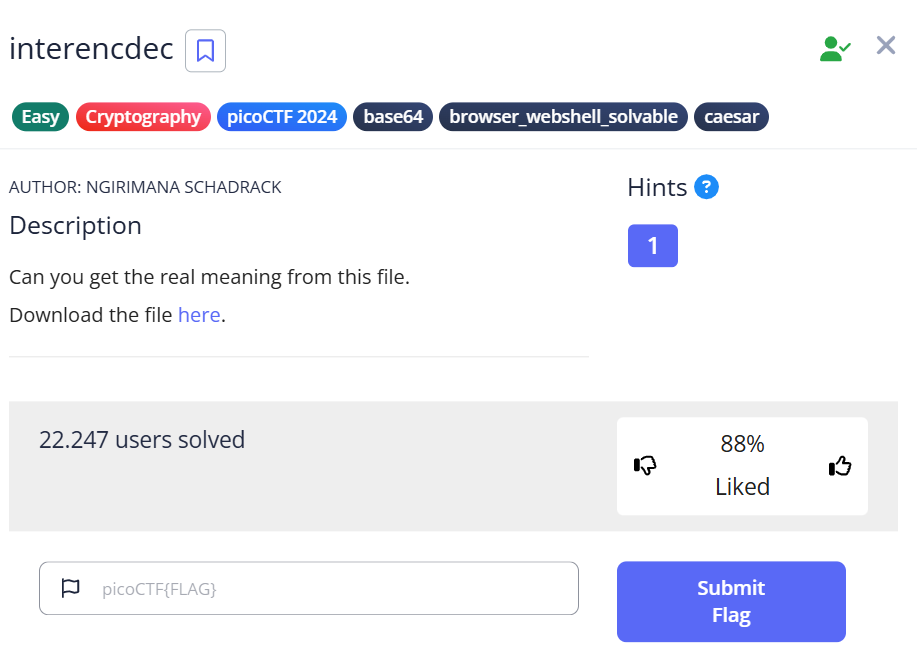 interencdec
Easy Cryptography picoCTF 2024 base64 browser_webshell_solvable caesar
AUTHOR: NGIRIMANA SCHADRACK
Description
Can you get the real meaning from this file.
Download the file here.
Hints ?
1
22.247 users solved
88%
Liked
picoCTF{FLAG}
Submit
Flag